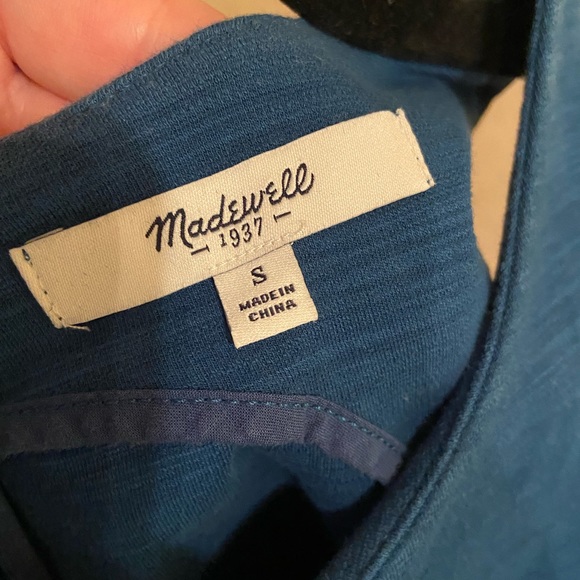 Madewell
— 1937 —
S
MADE IN
CHINA